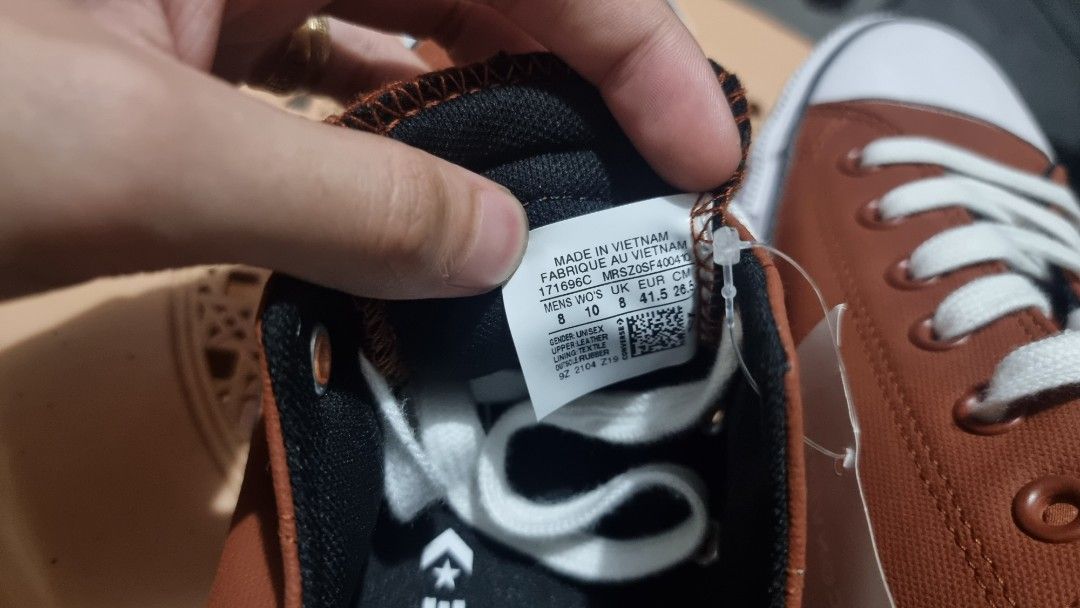 MADE IN VIETNAM
FABRIQUE AU VIETNAM
171696C MRSZ0SF400410
MENS WO'S UK EUR CM
8 10 8 41.5 26.5
GENDER: UNISEX
UPPER: LEATHER
LINING: TEXTILE
OUTSOLE: RUBBER
9Z 2104 Z19
CONVERSE